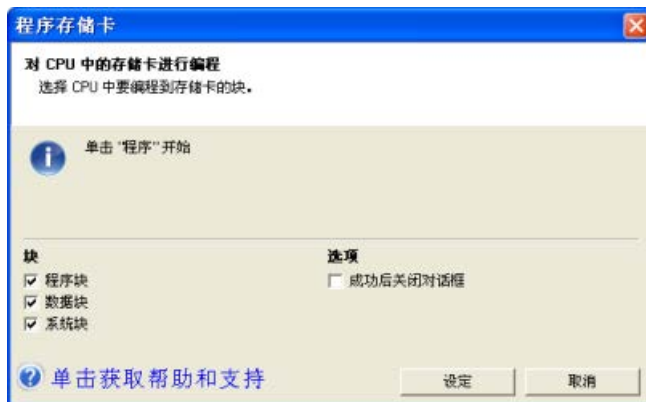 程序存储卡
对 CPU 中的存储卡进行编程
选择 CPU 中要编程到存储卡的块。
单击“程序”开始
块
选项
程序块
成功后关闭对话框
数据块
系统块
单击获取帮助和支持
设定
取消